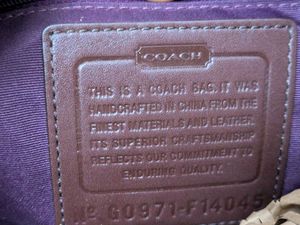 COACH
THIS IS A COACH BAG. IT WAS
HANDCRAFTED IN CHINA FROM THE
FINEST MATERIALS AND LEATHER.
ITS SUPERIOR CRAFTSMANSHIP
REFLECTS OUR COMMITMENT TO
ENDURING QUALITY.
Nº G0971-F14045